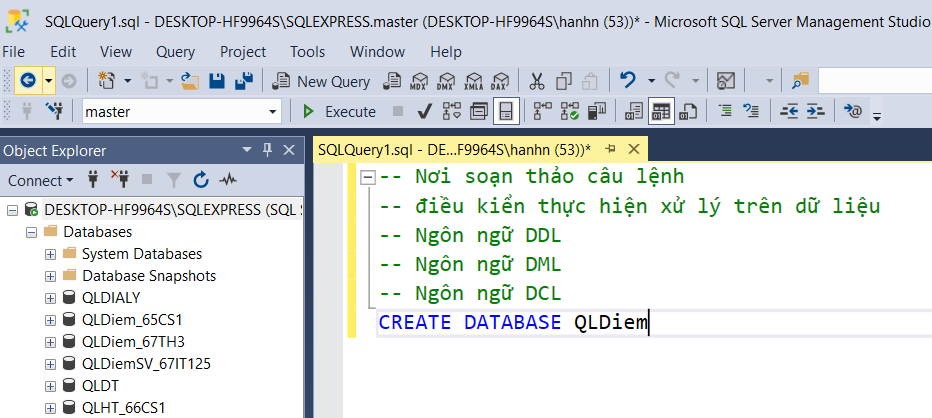 SQLQuery1.sql - DESKTOP-HF9964S\SQLEXPRESS.master (DESKTOP-HF9964S\hanhn (53))* - Microsoft SQL Server Management Studio
File Edit View Query Project Tools Window Help
New Query MDX DMX XMLA DAX
master Execute
Object Explorer
Connect
DESKTOP-HF9964S\SQLEXPRESS (SQL S
Databases
System Databases
Database Snapshots
QLDIALY
QLDiem_65CS1
QLDiem_67TH3
QLDiemSV_67IT125
QLDT
QLHT_66CS1
SQLQuery1.sql - DE...F9964S\hanhn (53))*
-- Nơi soạn thảo câu lệnh
-- điều kiển thực hiện xử lý trên dữ liệu
-- Ngôn ngữ DDL
-- Ngôn ngữ DML
-- Ngôn ngữ DCL
CREATE DATABASE QLDiem